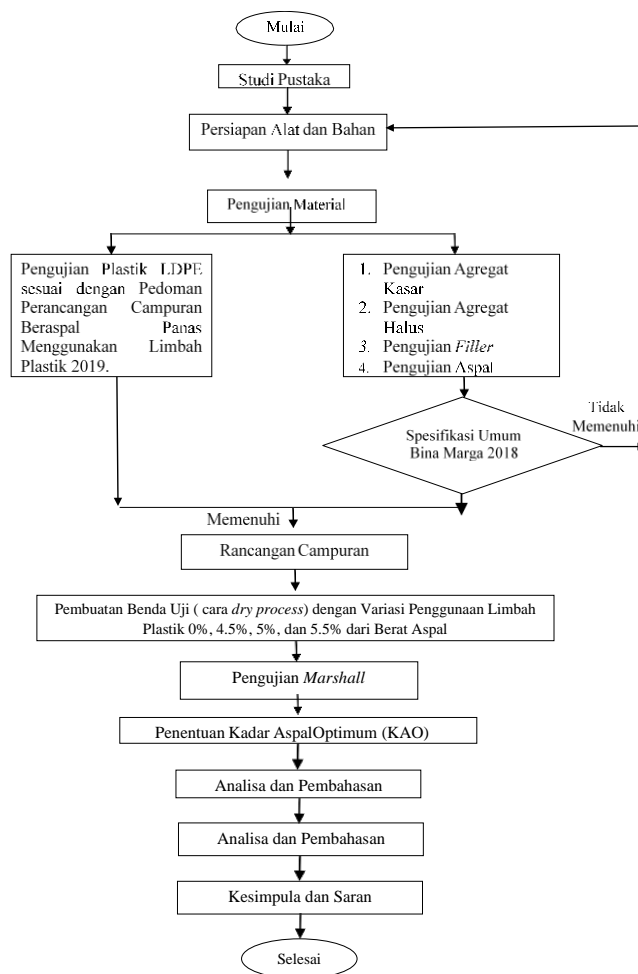 Mulai
Studi Pustaka
Persiapan Alat dan Bahan
Pengujian Material
Pengujian Plastik LDPE
sesuai dengan Pedoman
Perancangan Campuran
Beraspal Panas
Menggunakan Limbah
Plastik 2019.
1. Pengujian Agregat
Kasar
2. Pengujian Agregat
Halus
3. Pengujian Filler
4. Pengujian Aspal
Tidak
Memenuhi
Spesifikasi Umum
Bina Marga 2018
Memenuhi
Rancangan Campuran
Pembuatan Benda Uji ( cara dry process) dengan Variasi Penggunaan Limbah
Plastik 0%, 4.5%, 5%, dan 5.5% dari Berat Aspal
Pengujian Marshall
Penentuan Kadar AspalOptimum (KAO)
Analisa dan Pembahasan
Analisa dan Pembahasan
Kesimpula dan Saran
Selesai